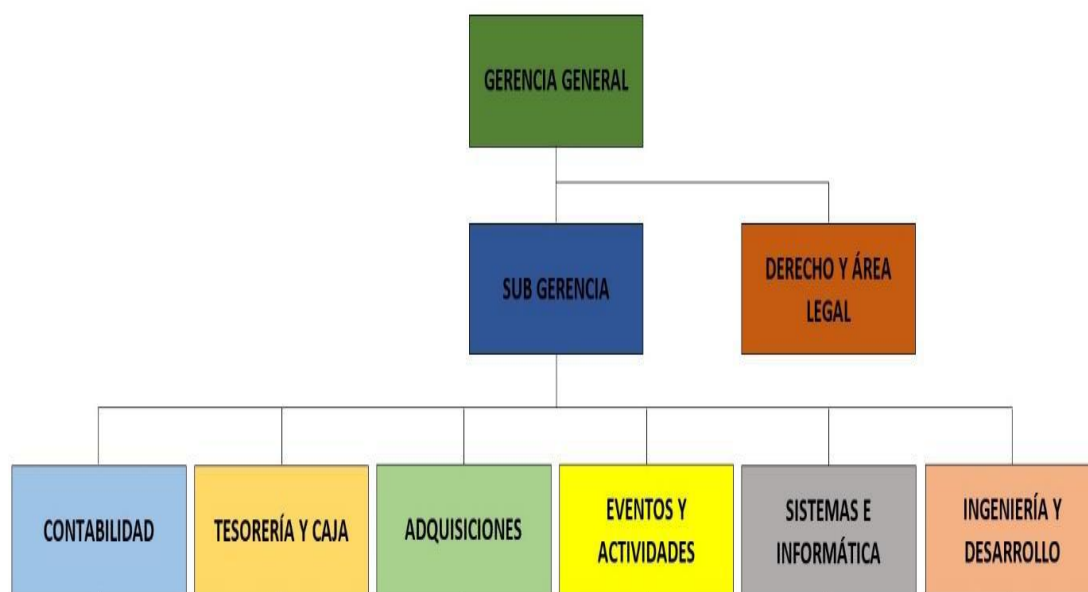 GERENCIA GENERAL
SUB GERENCIA
DERECHO Y ÁREA
LEGAL
CONTABILIDAD
TESORERÍA Y CAJA
ADQUISICIONES
EVENTOS Y
ACTIVIDADES
SISTEMAS E
INFORMÁTICA
INGENIERÍA Y
DESARROLLO